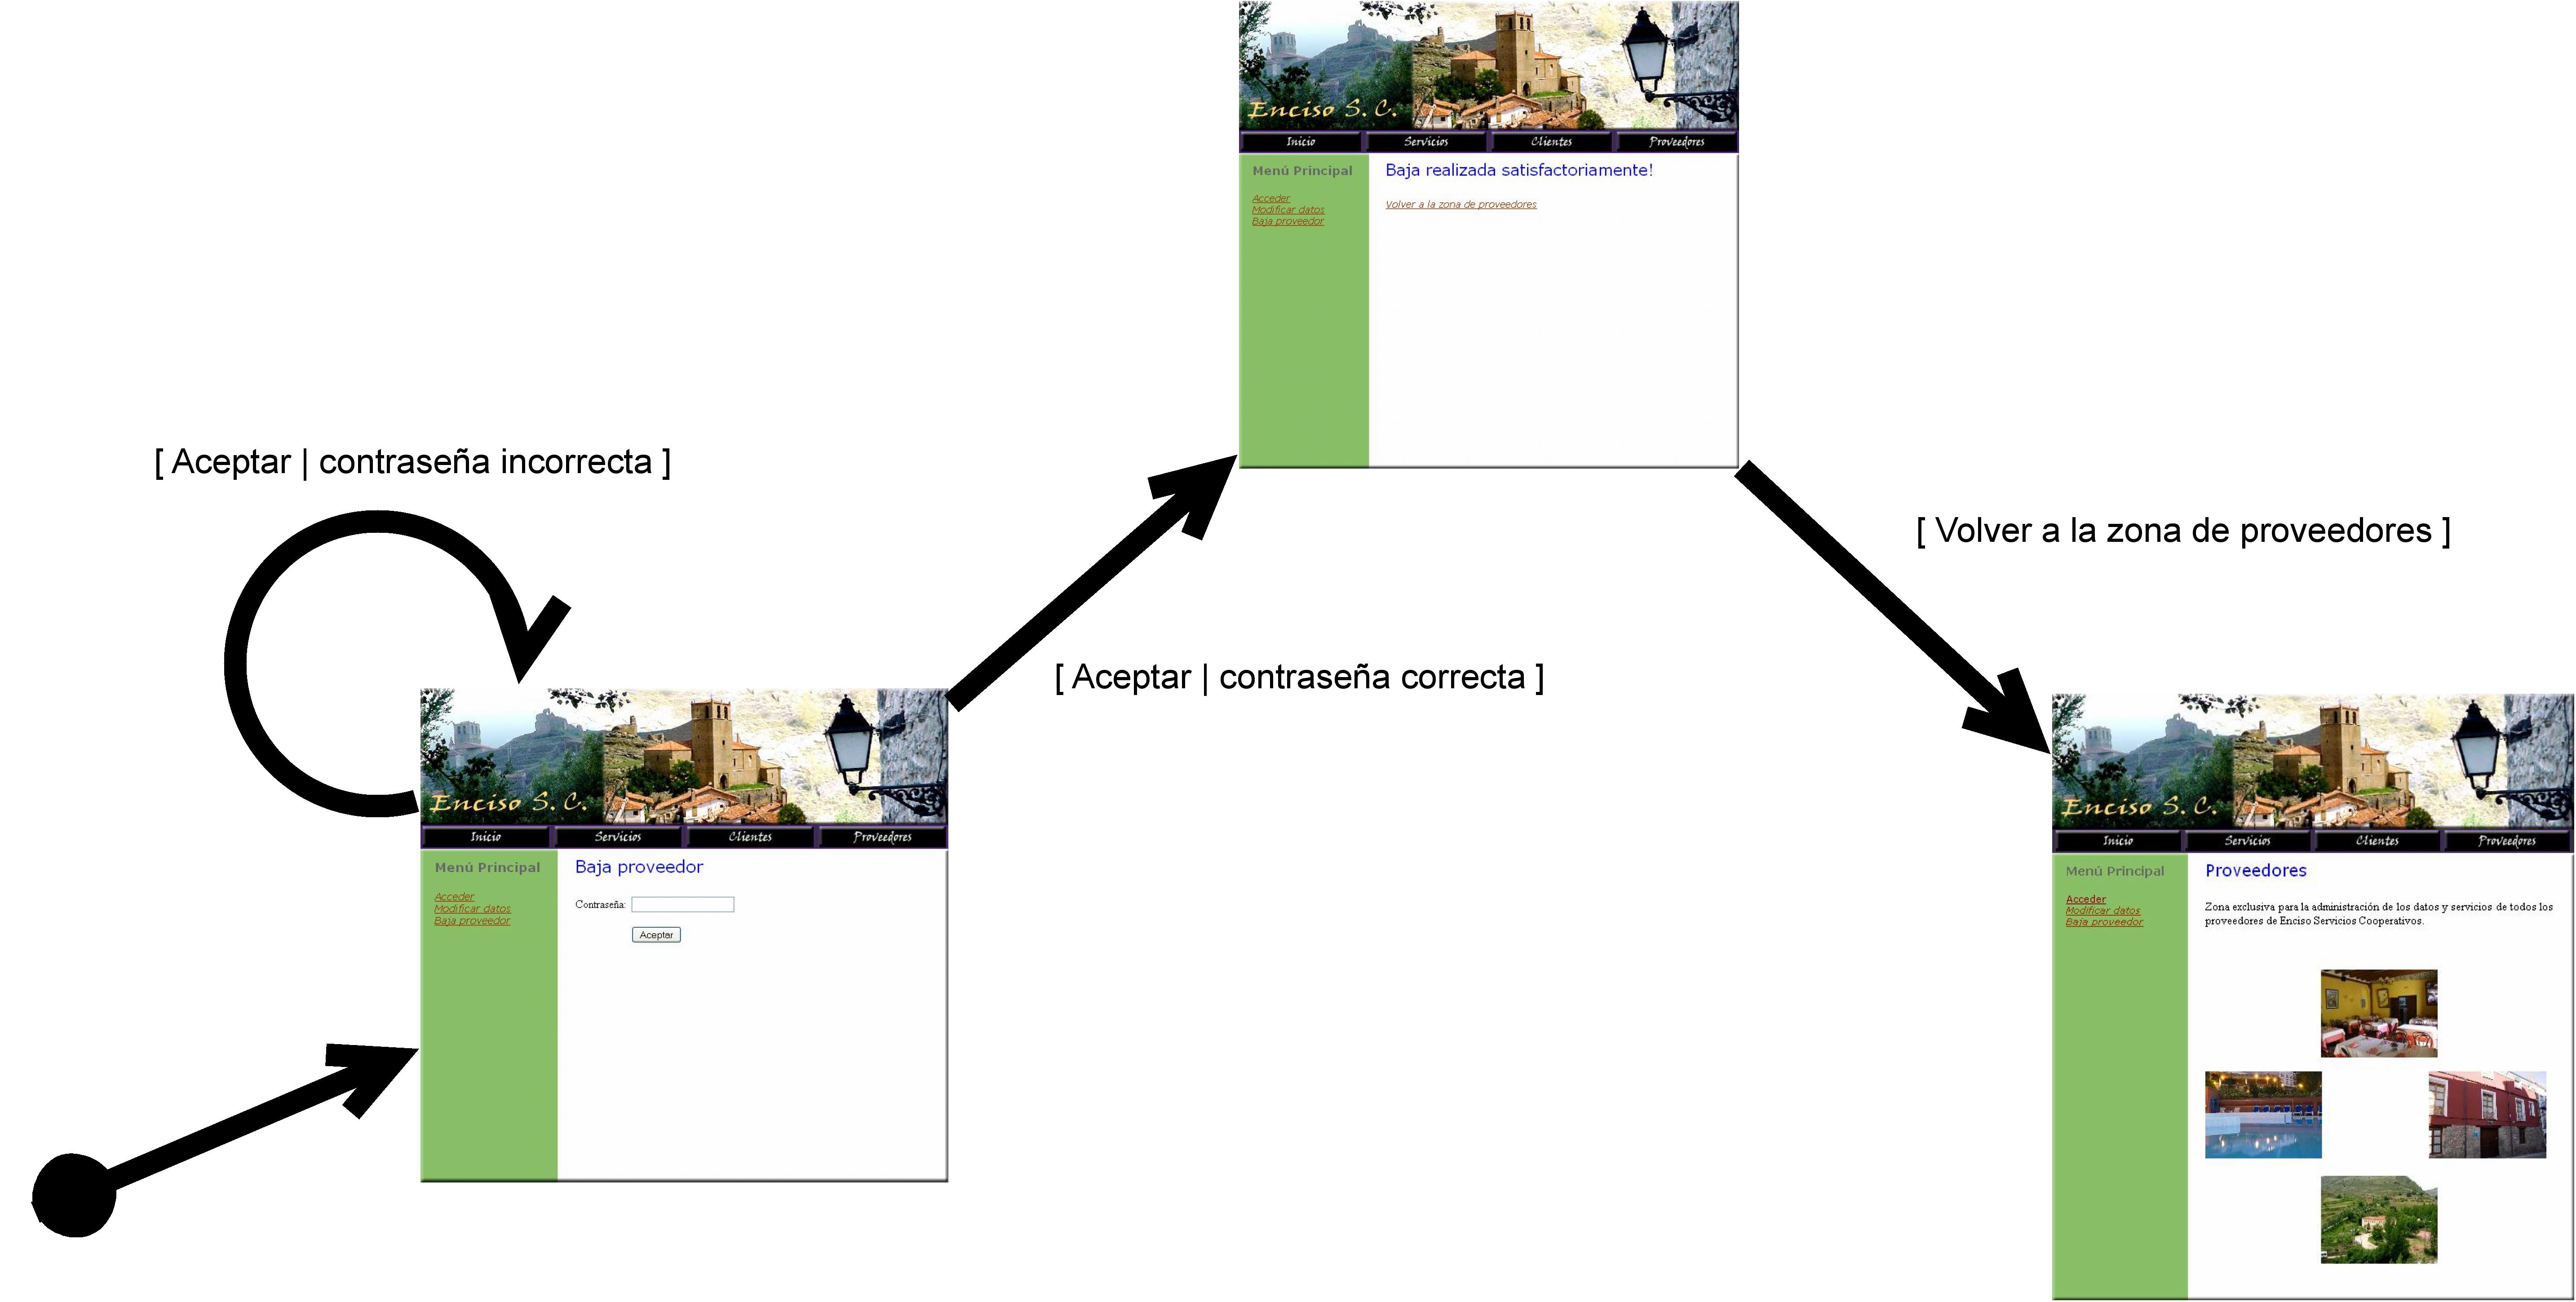 Enciso S. C.
Inicio Servicios Clientes Proveedores
Menú Principal
Acceder
Modificar datos
Baja proveedor
Baja realizada satisfactoriamente!
Volver a la zona de proveedores
[ Aceptar | contraseña incorrecta ]
[ Volver a la zona de proveedores ]
[ Aceptar | contraseña correcta ]
Enciso S. C.
Inicio Servicios Clientes Proveedores
Menú Principal
Acceder
Modificar datos
Baja proveedor
Baja proveedor
Contraseña:
Aceptar
Enciso S. C.
Inicio Servicios Clientes Proveedores
Menú Principal
Acceder
Modificar datos
Baja proveedor
Proveedores
Zona exclusiva para la administración de los datos y servicios de todos los
proveedores de Enciso Servicios Cooperativos.